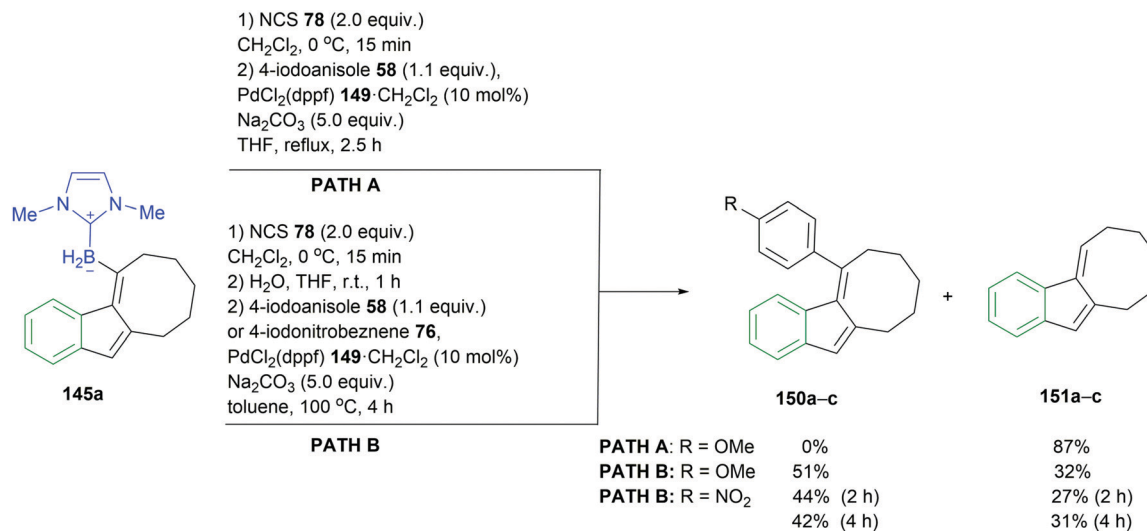 1) NCS 78 (2.0 equiv.)
CH₂Cl₂, 0 °C, 15 min
2) 4-iodoanisole 58 (1.1 equiv.),
PdCl₂(dppf) 149·CH₂Cl₂ (10 mol%)
Na₂CO₃ (5.0 equiv.)
THF, reflux, 2.5 h
PATH A
1) NCS 78 (2.0 equiv.)
CH₂Cl₂, 0 °C, 15 min
2) H₂O, THF, r.t., 1 h
2) 4-iodoanisole 58 (1.1 equiv.)
or 4-iodonitrobeznene 76,
PdCl₂(dppf) 149·CH₂Cl₂ (10 mol%)
Na₂CO₃ (5.0 equiv.)
toluene, 100 °C, 4 h
PATH B
Me N N Me
+
H₂B
−
145a
R
150a–c
+
151a–c
PATH A: R = OMe 0% 87%
PATH B: R = OMe 51% 32%
PATH B: R = NO₂ 44% (2 h) 27% (2 h)
42% (4 h) 31% (4 h)